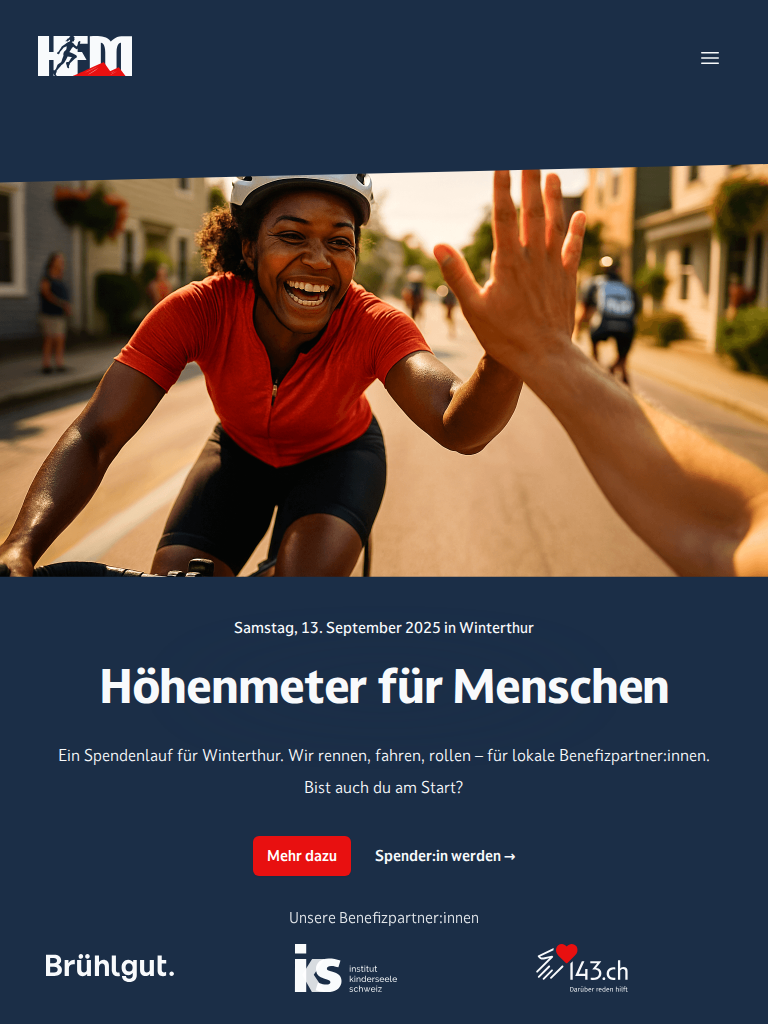 HFM
Samstag, 13. September 2025 in Winterthur
Höhenmeter für Menschen
Ein Spendenlauf für Winterthur. Wir rennen, fahren, rollen – für lokale Benefizpartner:innen.
Bist auch du am Start?
Mehr dazu
Spender:in werden →
Unsere Benefizpartner:innen
Brühlgut.
iks institut
kinderseele
schweiz
143.ch
Darüber reden hilft